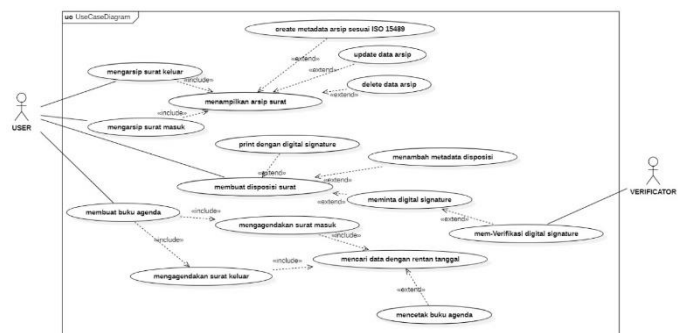 uc UseCaseDiagram
create metadata arsip sesuai ISO 15489
«extend»
update data arsip
mengarsip surat keluar
«include»
«extend»
delete data arsip
menampilkan arsip surat
«extend»
USER
mengarsip surat masuk
«include»
print dengan digital signature
menambah metadata disposisi
«extend»
«extend»
membuat disposisi surat
VERIFICATOR
meminta digital signature
«extend»
membuat buku agenda
«include»
mengagendakan surat masuk
«extend»
mem-Verifikasi digital signature
«include»
«include»
mencari data dengan rentan tanggal
mengagendakan surat keluar
«include»
«extend»
mencetak buku agenda